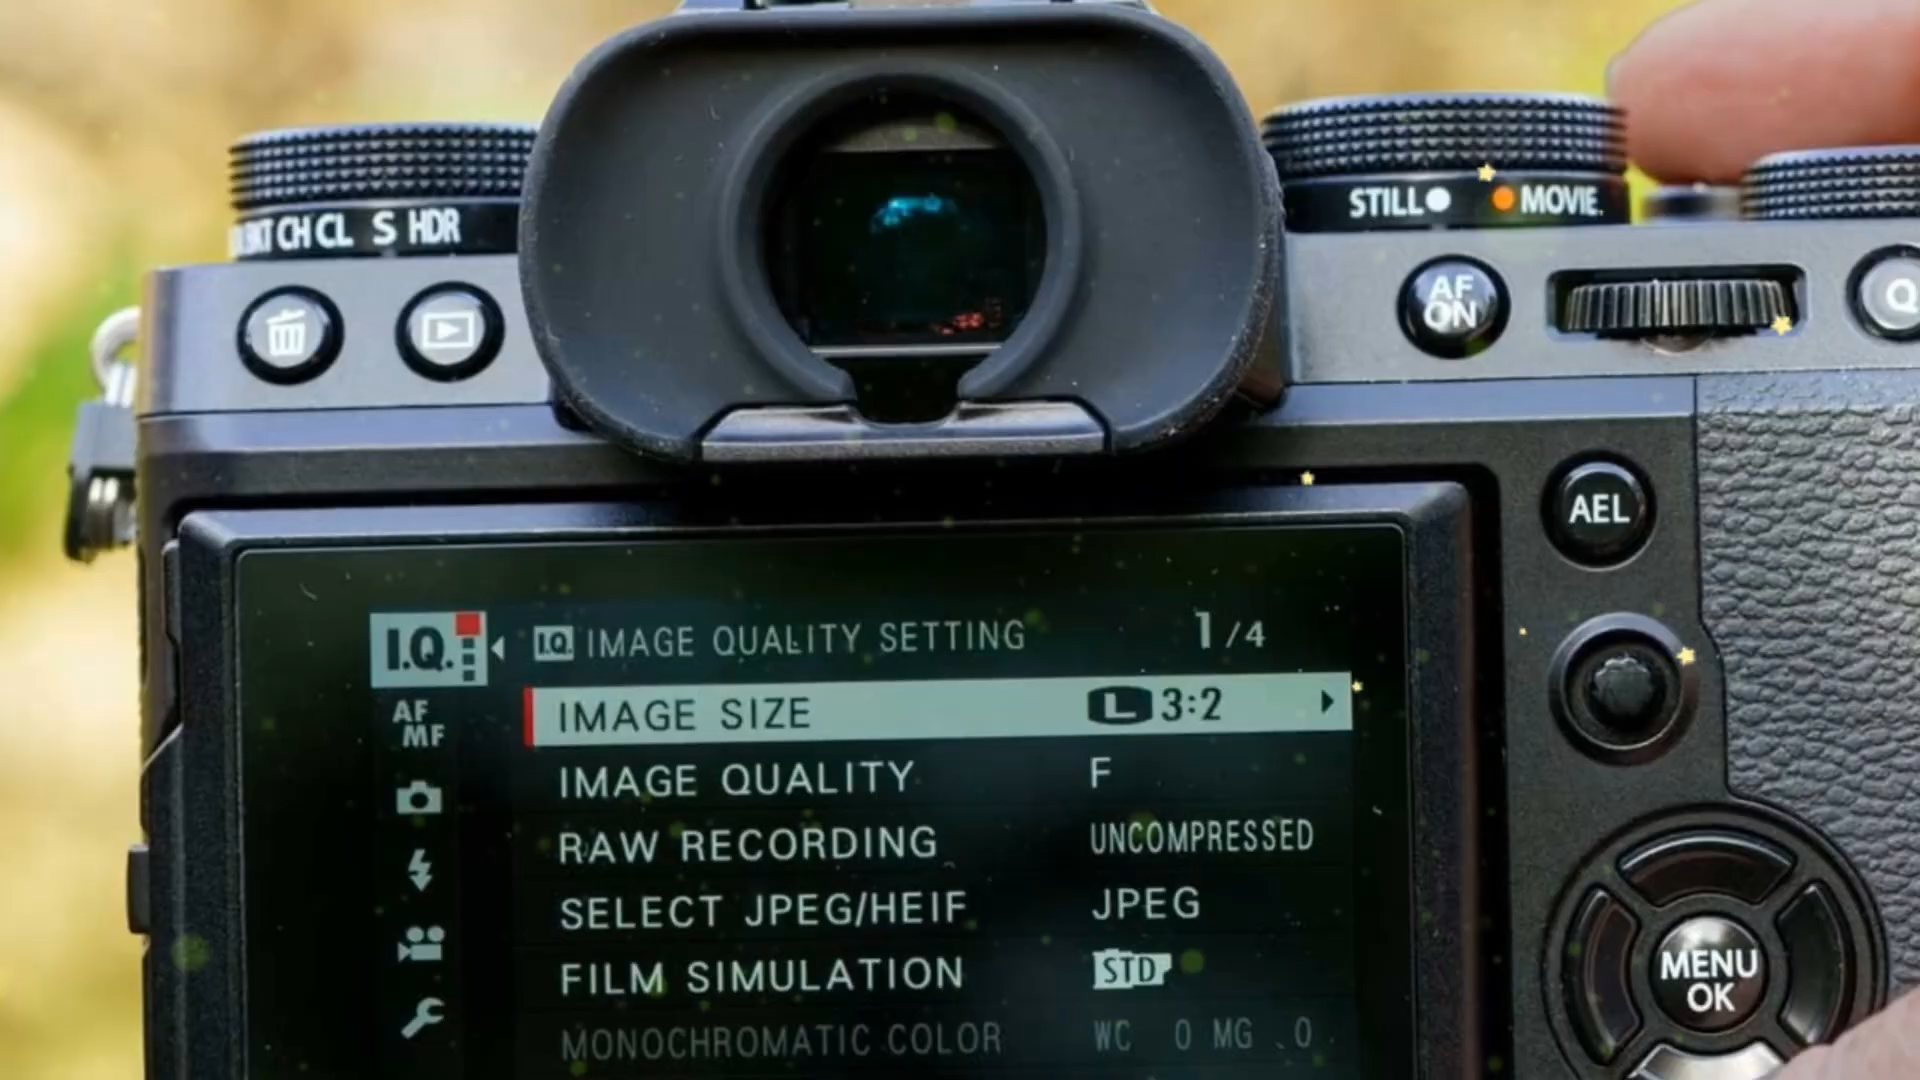 CH CL S HDR
STILL MOVIE
AF
ON
Q
AEL
I.Q.
I.Q. IMAGE QUALITY SETTING 1/4
IMAGE SIZE L 3:2
AF
MF
IMAGE QUALITY F
RAW RECORDING UNCOMPRESSED
SELECT JPEG/HEIF JPEG
FILM SIMULATION STD
MONOCHROMATIC COLOR WC 0 MG 0
MENU
OK